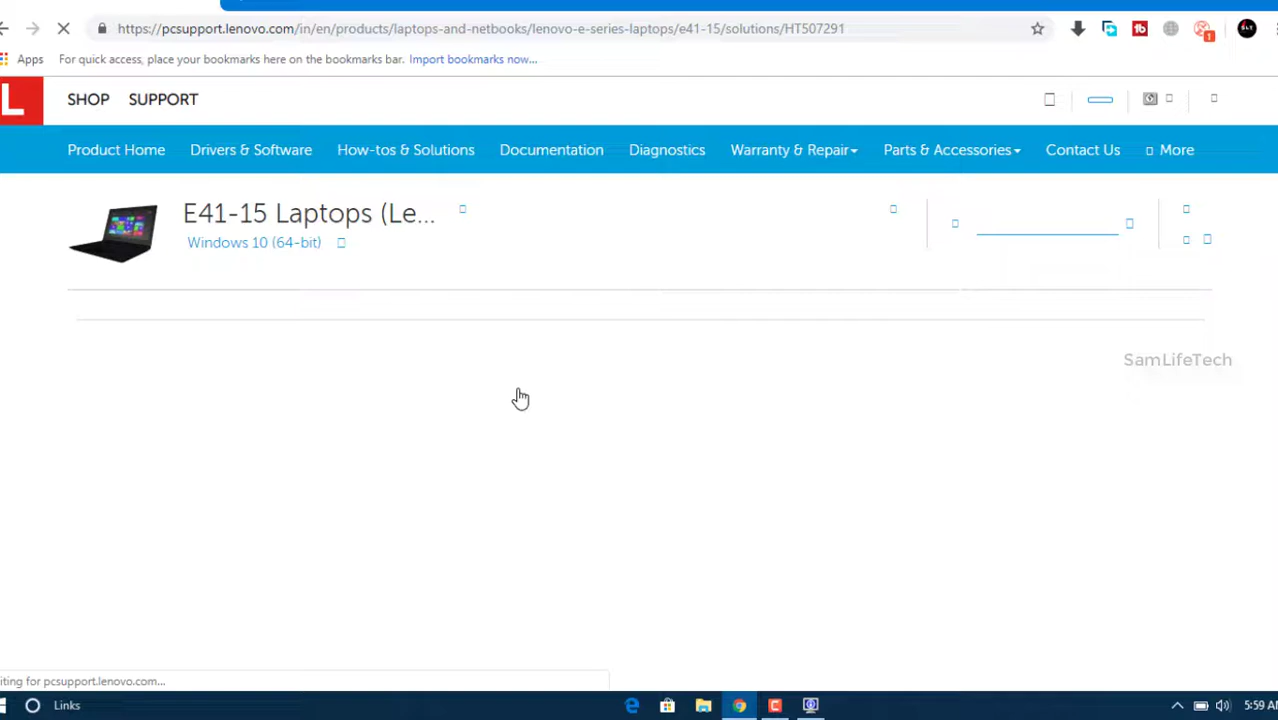 https://pcsupport.lenovo.com/in/en/products/laptops-and-netbooks/lenovo-e-series-laptops/e41-15/solutions/HT507291
Apps For quick access, place your bookmarks here on the bookmarks bar. Import bookmarks now...
L SHOP SUPPORT
Product Home Drivers & Software How-tos & Solutions Documentation Diagnostics Warranty & Repair Parts & Accessories Contact Us More
E41-15 Laptops (Le...
Windows 10 (64-bit)
SamLifeTech
iting for pcsupport.lenovo.com...
Links 5:59 AM